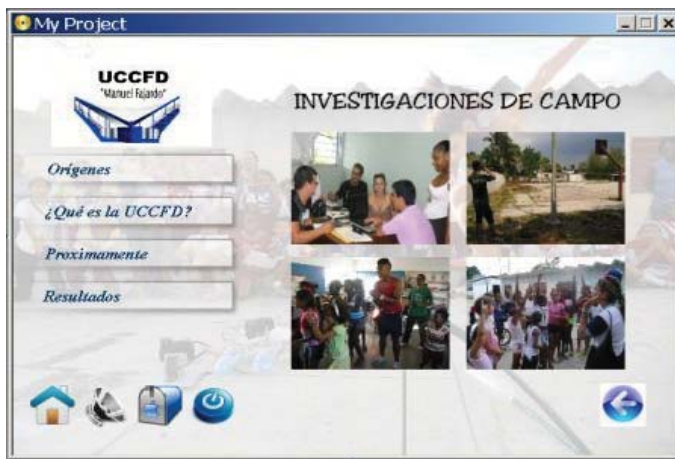 My Project
UCCFD
"Manuel Fajardo"
INVESTIGACIONES DE CAMPO
Orígenes
¿Qué es la UCCFD?
Proximamente
Resultados